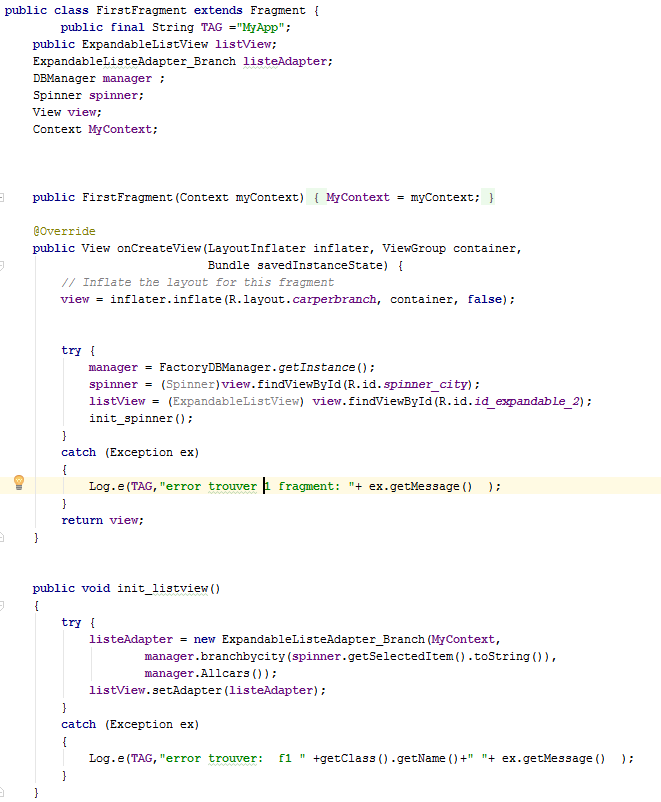 public class FirstFragment extends Fragment {
public final String TAG ="MyApp";
public ExpandableListView listView;
ExpandableListeAdapter_Branch listeAdapter;
DBManager manager ;
Spinner spinner;
View view;
Context MyContext;
public FirstFragment(Context myContext) { MyContext = myContext; }
@Override
public View onCreateView(LayoutInflater inflater, ViewGroup container,
Bundle savedInstanceState) {
// Inflate the layout for this fragment
view = inflater.inflate(R.layout.carperbranch, container, false);
try {
manager = FactoryDBManager.getInstance();
spinner = (Spinner)view.findViewById(R.id.spinner_city);
listView = (ExpandableListView) view.findViewById(R.id.id_expandable_2);
init_spinner();
}
catch (Exception ex)
{
Log.e(TAG,"error trouver 1 fragment: "+ ex.getMessage()  );
}
return view;
}
public void init_listview()
{
try {
listeAdapter = new ExpandableListeAdapter_Branch(MyContext,
manager.branchbycity(spinner.getSelectedItem().toString()),
manager.Allcars());
listView.setAdapter(listeAdapter);
}
catch (Exception ex)
{
Log.e(TAG,"error trouver:  f1 " +getClass().getName()+" "+ ex.getMessage()  );
}
}